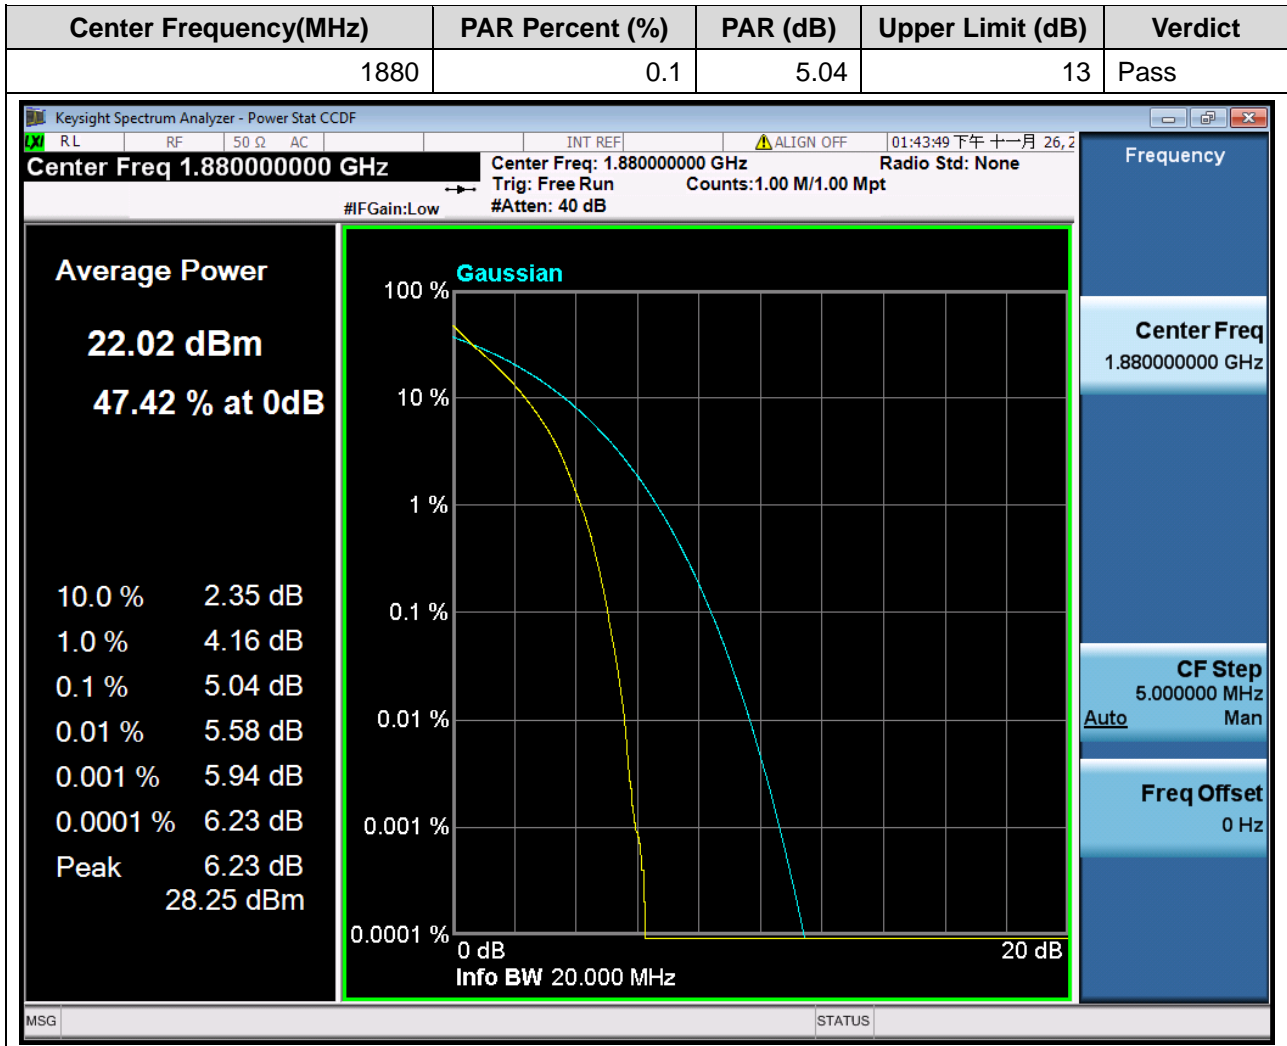 Center Frequency(MHz) PAR Percent (%) PAR (dB) Upper Limit (dB) Verdict
1880 0.1 5.04 13 Pass
Keysight Spectrum Analyzer - Power Stat CCDF
LXI RL RF 50 Ω AC INT REF ALIGN OFF 01:43:49 下午 十一月 26, 2
Center Freq 1.880000000 GHz
#IFGain:Low
Center Freq: 1.880000000 GHz Radio Std: None
Trig: Free Run Counts:1.00 M/1.00 Mpt
#Atten: 40 dB
Average Power
22.02 dBm
47.42 % at 0dB
10.0 % 2.35 dB
1.0 % 4.16 dB
0.1 % 5.04 dB
0.01 % 5.58 dB
0.001 % 5.94 dB
0.0001 % 6.23 dB
Peak 6.23 dB
28.25 dBm
Gaussian
100 %
10 %
1 %
0.1 %
0.01 %
0.001 %
0.0001 %
0 dB 20 dB
Info BW 20.000 MHz
Frequency
Center Freq
1.880000000 GHz
CF Step
5.000000 MHz
Auto Man
Freq Offset
0 Hz
MSG STATUS